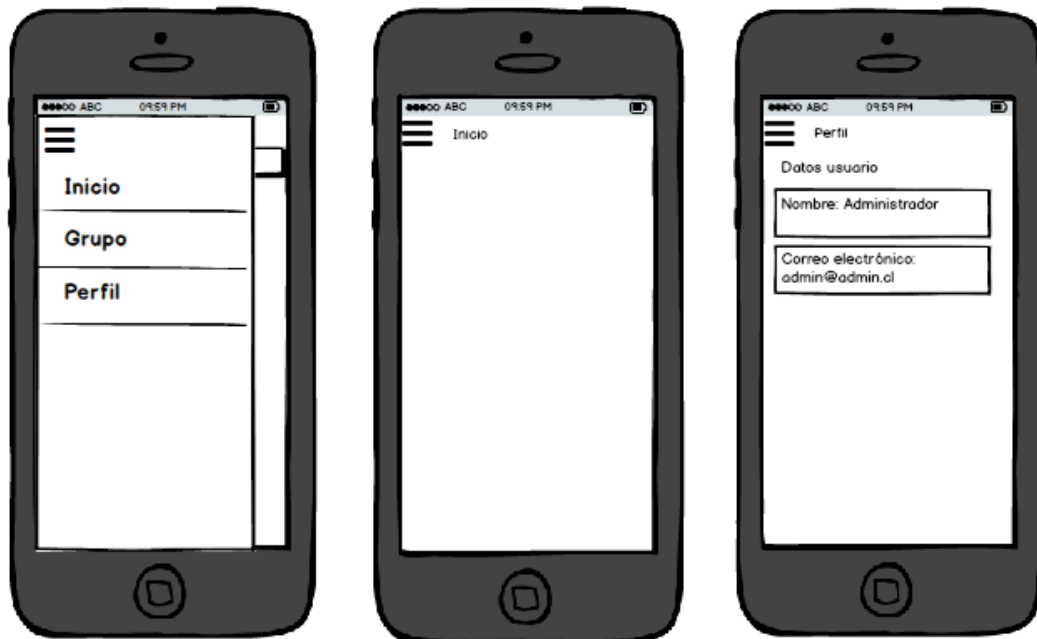 ABC 09:59 PM
Inicio
Grupo
Perfil
ABC 09:59 PM
Inicio
ABC 09:59 PM
Perfil
Datos usuario
Nombre: Administrador
Correo electrónico:
admin@admin.cl